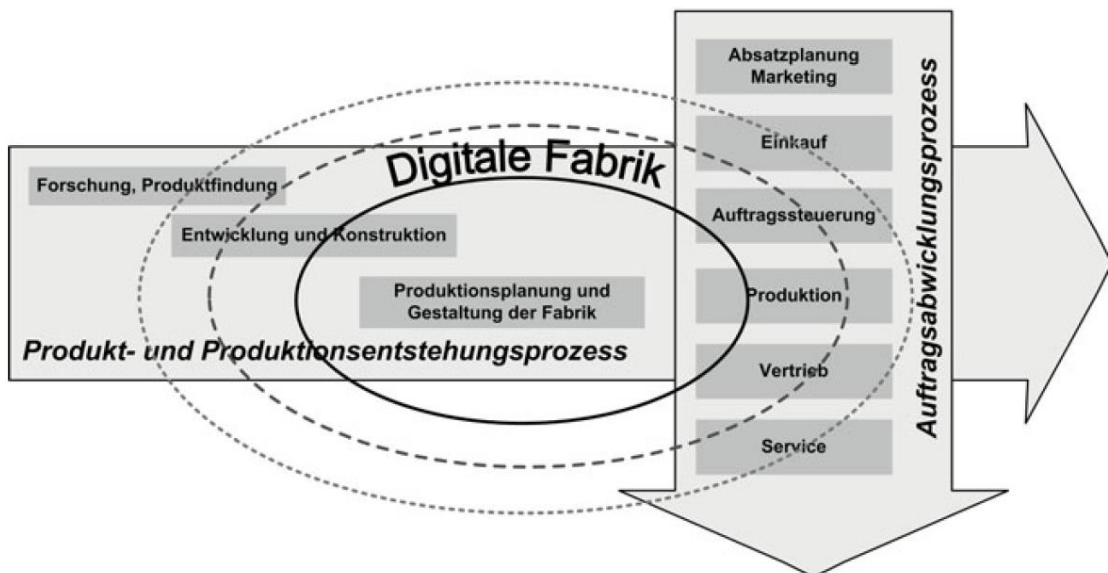 Digitale Fabrik
Forschung, Produktfindung
Entwicklung und Konstruktion
Produktionsplanung und
Gestaltung der Fabrik
Produkt- und Produktionsentstehungsprozess
Absatzplanung
Marketing
Einkauf
Auftragssteuerung
Produktion
Vertrieb
Service
Auftragsabwicklungsprozess